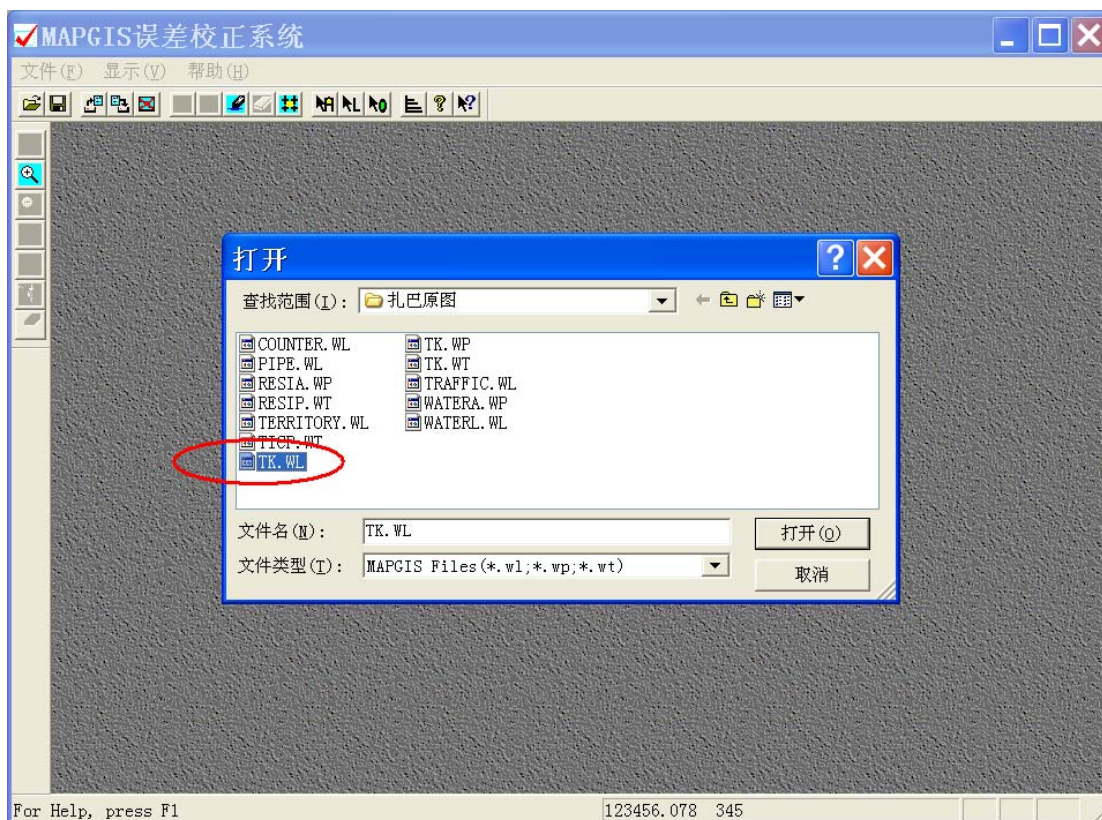 MAPGIS误差校正系统
文件(F) 显示(V) 帮助(H)
打开
查找范围(I): 扎巴原图
COUNTER.WL
PIPE.WL
RESIA.WP
RESIP.WT
TERRITORY.WL
TICP.WT
TK.WL
TK.WP
TK.WT
TRAFFIC.WL
WATERA.WP
WATERL.WL
文件名(N): TK.WL
打开(O)
文件类型(T): MAPGIS Files(*.wl;*.wp;*.wt)
取消
For Help, press F1
123456.078 345